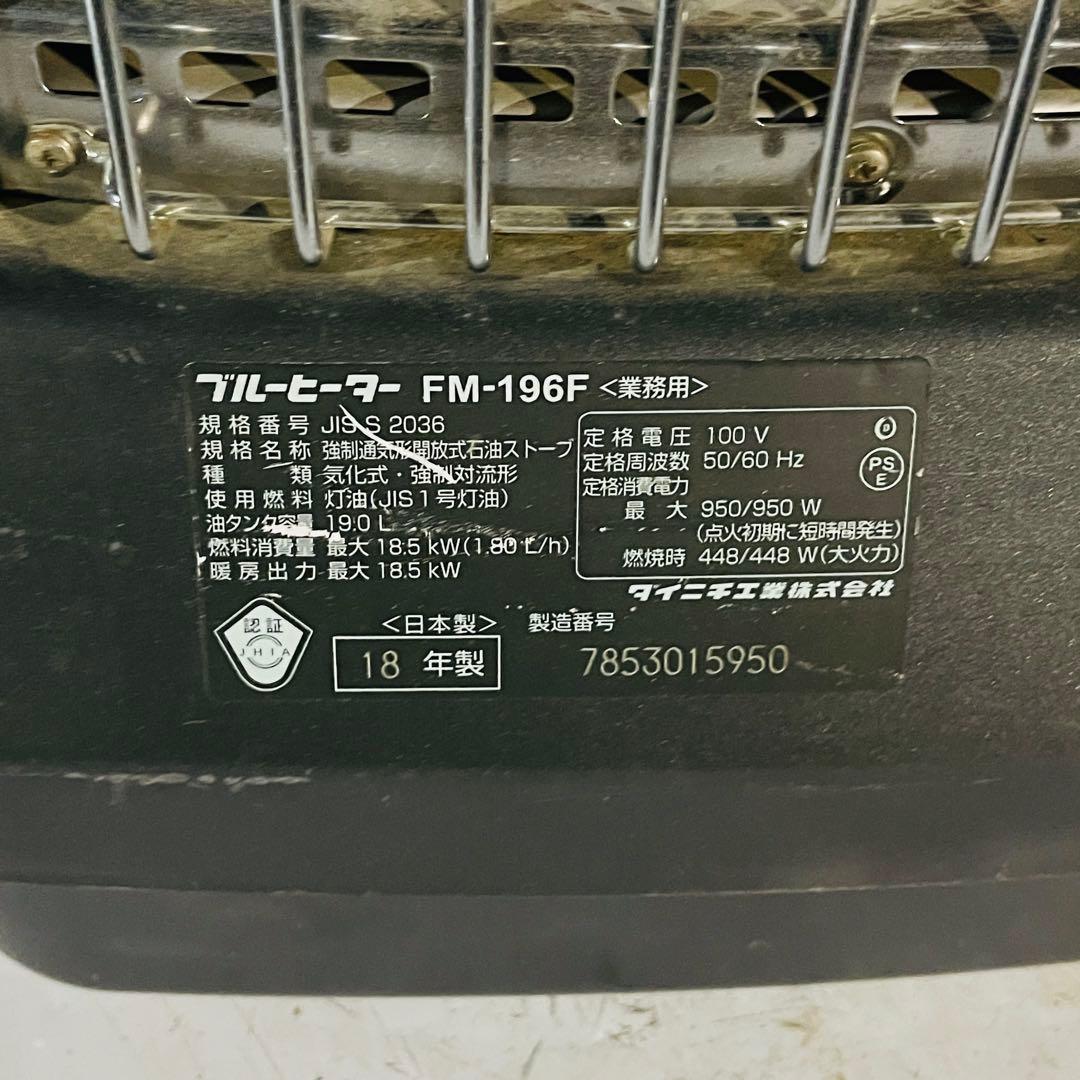 ブルーヒーター FM-196F <業務用>
規格番号 JIS S 2036
規格名称 強制通気形開放式石油ストーブ
種類 気化式・強制対流形
使用燃料 灯油(JIS1号灯油)
油タンク容量 19.0 L
燃料消費量 最大 18.5 kW(1.80 L/h)
暖房出力 最大 18.5 kW
定格電圧 100 V
定格周波数 50/60 Hz
PS
E
定格消費電力
最大 950/950 W
(点火初期に短時間発生)
燃焼時 448/448 W(大火力)
ダイニチ工業株式会社
認証
JHIA
<日本製> 製造番号
18 年製 7853015950